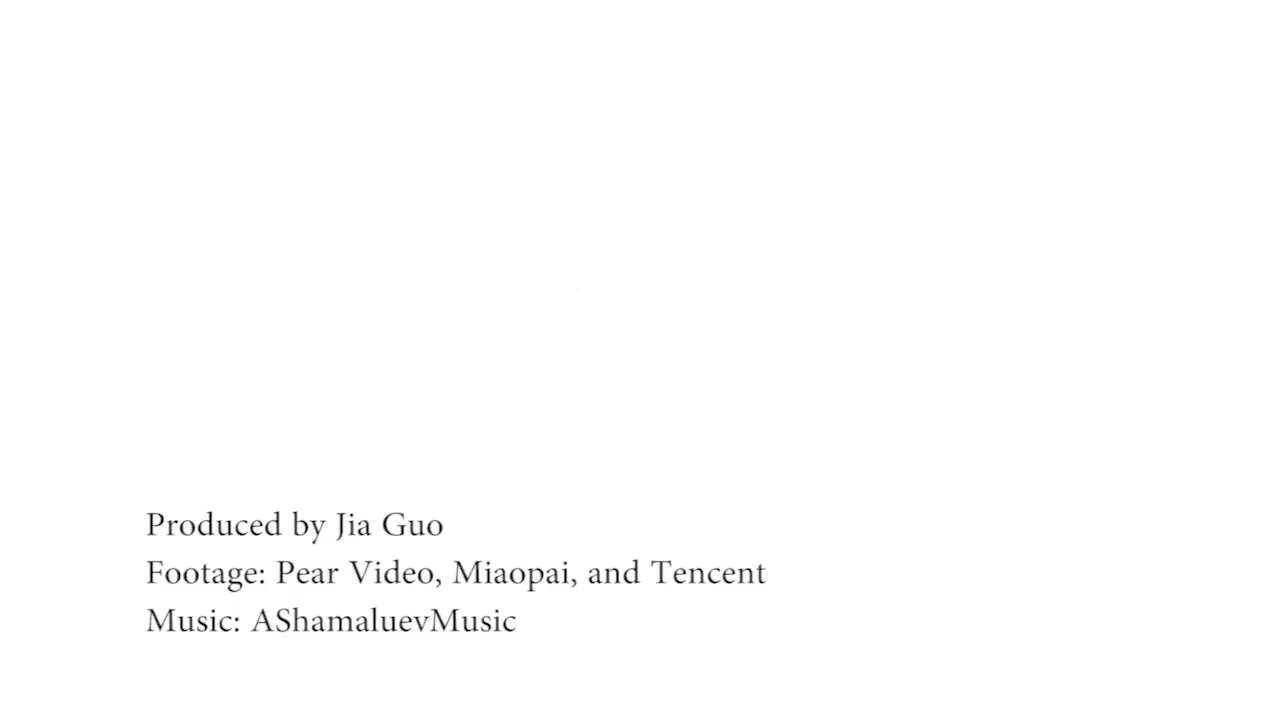 Produced by Jia Guo
Footage: Pear Video, Miaopai, and Tencent
Music: AShamaluevMusic